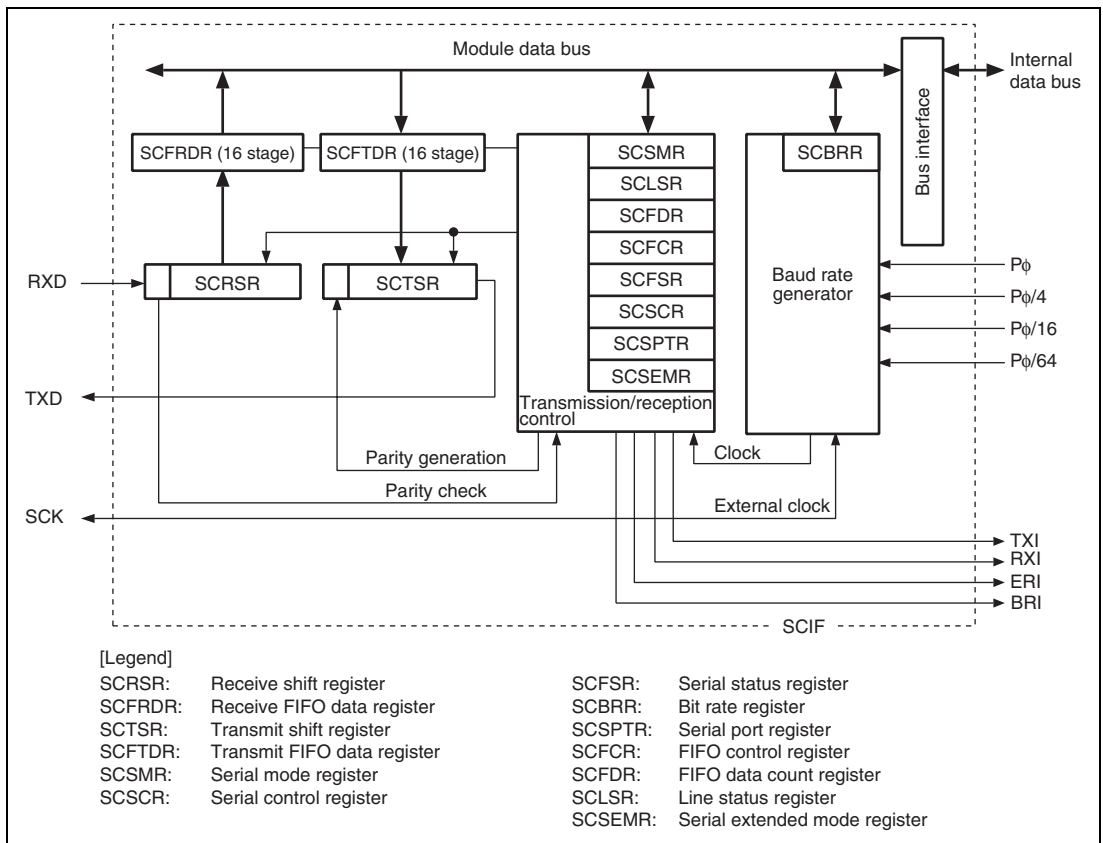 Module data bus
Internal
data bus
Bus interface
SCFRDR (16 stage)
SCFTDR (16 stage)
SCSMR
SCBRR
SCLSR
SCFDR
SCFCR
SCFSR
SCSCR
SCSPTR
SCSEMR
Transmission/reception
control
Baud rate
generator
RXD
SCRSR
SCTSR
Pφ
Pφ/4
Pφ/16
Pφ/64
TXD
Parity generation
Clock
Parity check
SCK
External clock
TXI
RXI
ERI
BRI
SCIF
[Legend]
SCRSR: Receive shift register
SCFRDR: Receive FIFO data register
SCTSR: Transmit shift register
SCFTDR: Transmit FIFO data register
SCSMR: Serial mode register
SCSCR: Serial control register
SCFSR: Serial status register
SCBRR: Bit rate register
SCSPTR: Serial port register
SCFCR: FIFO control register
SCFDR: FIFO data count register
SCLSR: Line status register
SCSEMR: Serial extended mode register